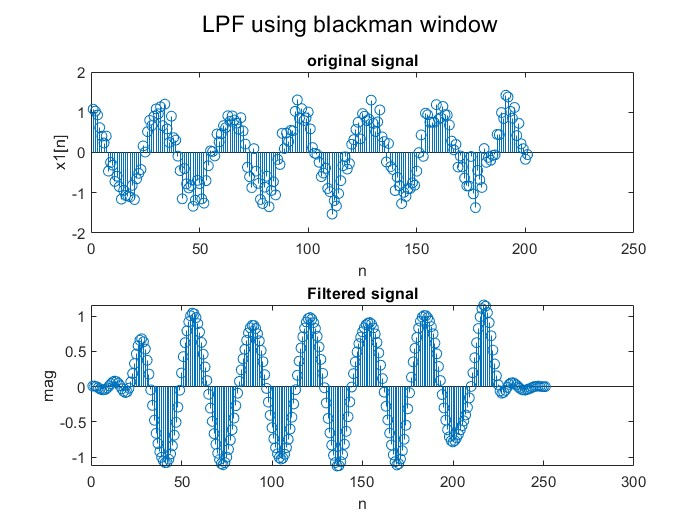 LPF using blackman window
original signal
x1[n]
2
1
0
-1
-2
0 50 100 150 200 250
n
Filtered signal
mag
1
0.5
0
-0.5
-1
0 50 100 150 200 250 300
n